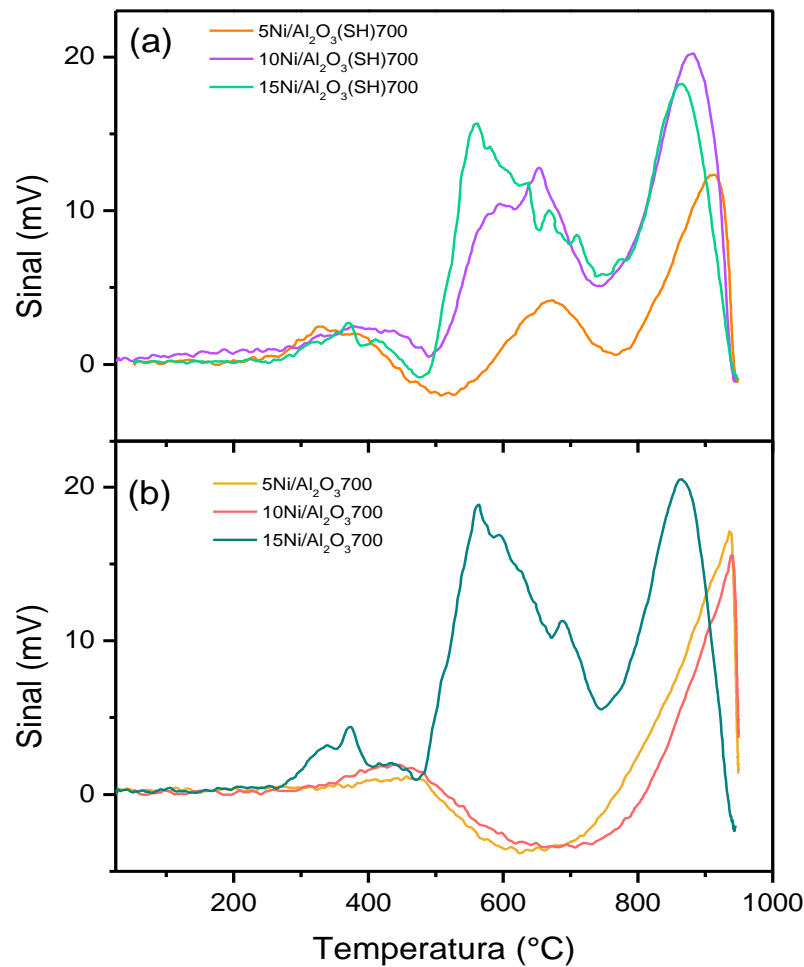 (a)
5Ni/Al₂O₃(SH)700
10Ni/Al₂O₃(SH)700
15Ni/Al₂O₃(SH)700
20
10
0
Sinal (mV)
(b)
5Ni/Al₂O₃700
10Ni/Al₂O₃700
15Ni/Al₂O₃700
20
10
0
Sinal (mV)
200 400 600 800 1000
Temperatura (°C)